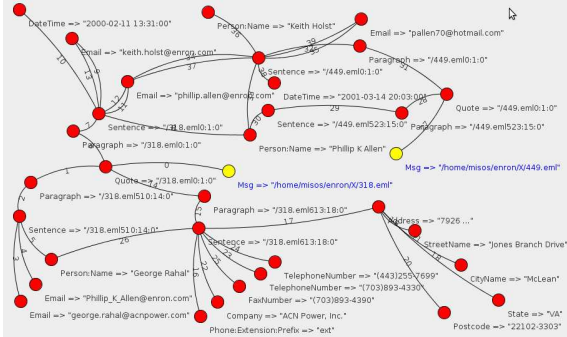 DateTime => "2000-02-11 13:31:00"
Person:Name => "Keith Holst"
Email => "pallen70@hotmail.com"
Email => "keith.holst@enron.com"
Paragraph => "/449.eml0:1:0"
Sentence => "/449.eml0:1:0"
Email => "phillip.allen@enron.com"
DateTime => "2001-03-14 20:03:00"
Quote => "/449.eml0:1:0"
Sentence => "/318.eml0:1:0"
Sentence => "/449.eml523:15:0"
Paragraph => "/449.eml523:15:0"
Paragraph => "/318.eml0:1:0"
Person:Name => "Phillip K Allen"
Msg => "/home/misos/enron/X/449.eml"
Quote => "/318.eml0:1:0"
Msg => "/home/misos/enron/X/318.eml"
Paragraph => "/318.eml510:14:0"
Paragraph => "/318.eml613:18:0"
Address => "7926 ..."
Sentence => "/318.eml510:14:0"
Sentence => "/318.eml613:18:0"
StreetName => "Jones Branch Drive"
Person:Name => "George Rahal"
TelephoneNumber => "(443)255-7699"
CityName => "McLean"
TelephoneNumber => "(703)893-4330"
Email => "Phillip_K_Allen@enron.com"
FaxNumber => "(703)893-4390"
Email => "george.rahal@acnpower.com"
Company => "ACN Power, Inc."
State => "VA"
Phone:Extension:Prefix => "ext"
Postcode => "22102-3303"